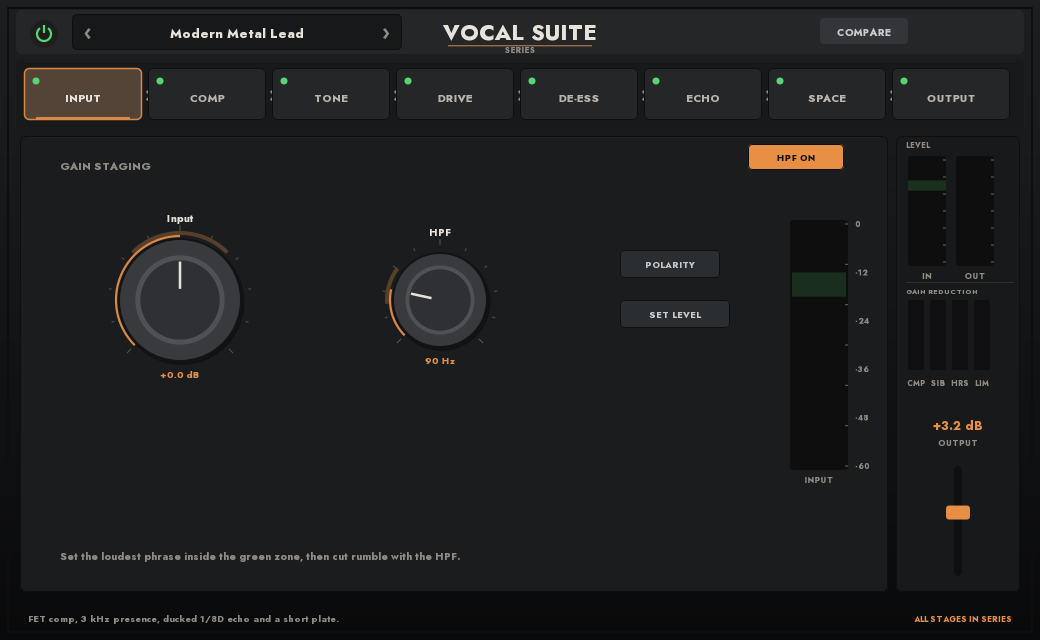 Modern Metal Lead
VOCAL SUITE
SERIES
COMPARE
INPUT
COMP
TONE
DRIVE
DE-ESS
ECHO
SPACE
OUTPUT
GAIN STAGING
HPF ON
Input
+0.0 dB
HPF
90 Hz
POLARITY
SET LEVEL
0
-12
-24
-36
-48
-60
INPUT
LEVEL
IN
OUT
GAIN REDUCTION
CMP SIB HRS LIM
+3.2 dB
OUTPUT
Set the loudest phrase inside the green zone, then cut rumble with the HPF.
FET comp, 3 kHz presence, ducked 1/8D echo and a short plate.
ALL STAGES IN SERIES